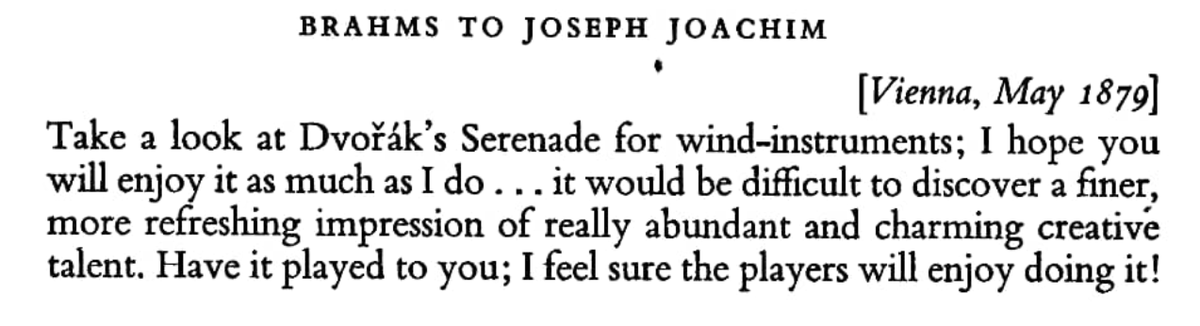 BRAHMS TO JOSEPH JOACHIM
[Vienna, May 1879]
Take a look at Dvořák's Serenade for wind-instruments; I hope you
will enjoy it as much as I do . . . it would be difficult to discover a finer,
more refreshing impression of really abundant and charming creative
talent. Have it played to you; I feel sure the players will enjoy doing it!